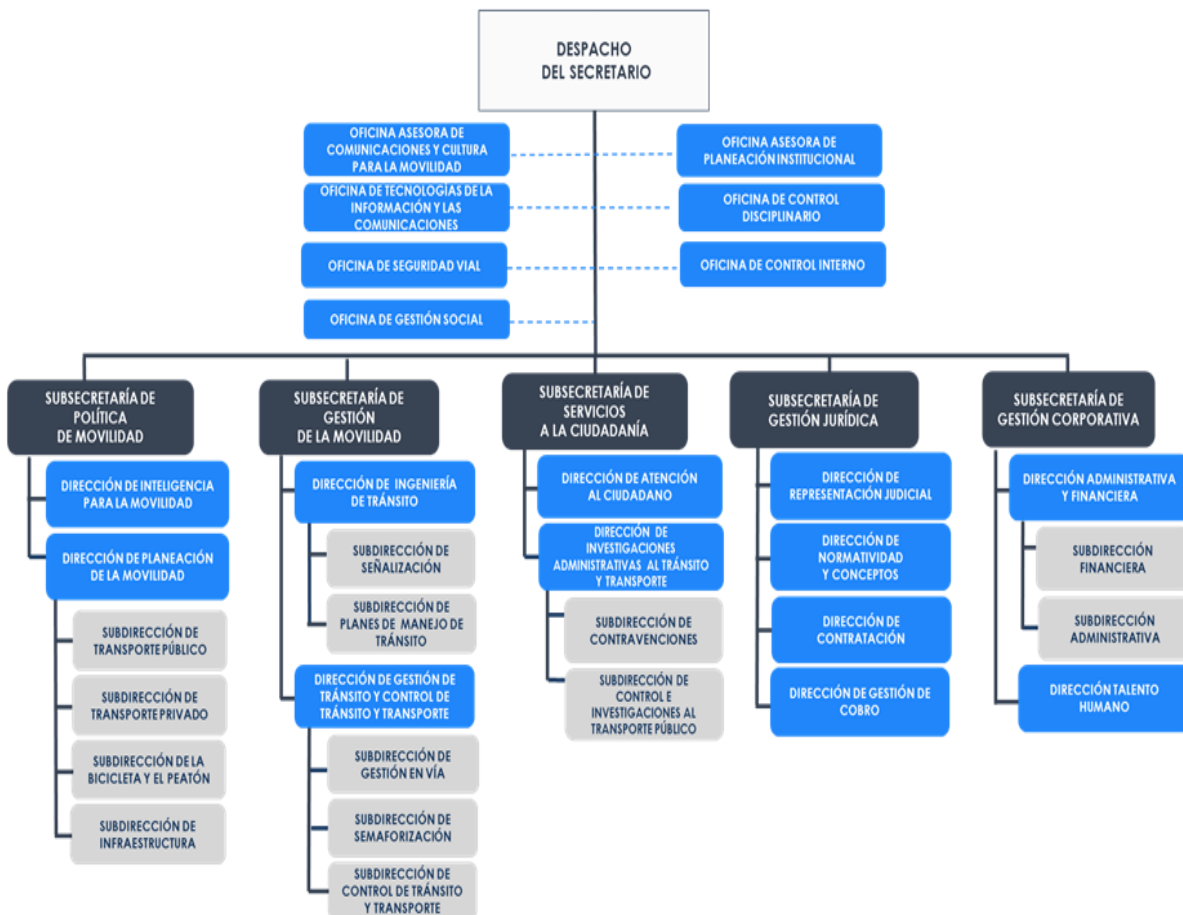 DESPACHO
DEL SECRETARIO
OFICINA ASESORA DE
COMUNICACIONES Y CULTURA
PARA LA MOVILIDAD
OFICINA ASESORA DE
PLANEACIÓN INSTITUCIONAL
OFICINA DE TECNOLOGÍAS DE LA
INFORMACIÓN Y LAS
COMUNICACIONES
OFICINA DE CONTROL
DISCIPLINARIO
OFICINA DE SEGURIDAD VIAL
OFICINA DE CONTROL INTERNO
OFICINA DE GESTIÓN SOCIAL
SUBSECRETARÍA DE
POLÍTICA
DE MOVILIDAD
DIRECCIÓN DE INTELIGENCIA
PARA LA MOVILIDAD
DIRECCIÓN DE PLANEACIÓN
DE LA MOVILIDAD
SUBDIRECCIÓN DE
TRANSPORTE PÚBLICO
SUBDIRECCIÓN DE
TRANSPORTE PRIVADO
SUBDIRECCIÓN DE LA
BICICLETA Y EL PEATÓN
SUBDIRECCIÓN DE
INFRAESTRUCTURA
SUBSECRETARÍA DE
GESTIÓN
DE LA MOVILIDAD
DIRECCIÓN DE INGENIERÍA
DE TRÁNSITO
SUBDIRECCIÓN DE
SEÑALIZACIÓN
SUBDIRECCIÓN DE
PLANES DE MANEJO DE
TRÁNSITO
DIRECCIÓN DE GESTIÓN DE
TRÁNSITO Y CONTROL DE
TRÁNSITO Y TRANSPORTE
SUBDIRECCIÓN DE
GESTIÓN EN VÍA
SUBDIRECCIÓN DE
SEMAFORIZACIÓN
SUBDIRECCIÓN DE
CONTROL DE TRÁNSITO
Y TRANSPORTE
SUBSECRETARÍA DE
SERVICIOS
A LA CIUDADANÍA
DIRECCIÓN DE ATENCIÓN
AL CIUDADANO
DIRECCIÓN DE
INVESTIGACIONES
ADMINISTRATIVAS AL TRÁNSITO
Y TRANSPORTE
SUBDIRECCIÓN DE
CONTRAVENCIONES
SUBDIRECCIÓN DE
CONTROL E
INVESTIGACIONES AL
TRANSPORTE PÚBLICO
SUBSECRETARÍA DE
GESTIÓN JURÍDICA
DIRECCIÓN DE
REPRESENTACIÓN JUDICIAL
DIRECCIÓN DE
NORMATIVIDAD
Y CONCEPTOS
DIRECCIÓN DE
CONTRATACIÓN
DIRECCIÓN DE GESTIÓN DE
COBRO
SUBSECRETARÍA DE
GESTIÓN CORPORATIVA
DIRECCIÓN ADMINISTRATIVA
Y FINANCIERA
SUBDIRECCIÓN
FINANCIERA
SUBDIRECCIÓN
ADMINISTRATIVA
DIRECCIÓN TALENTO
HUMANO